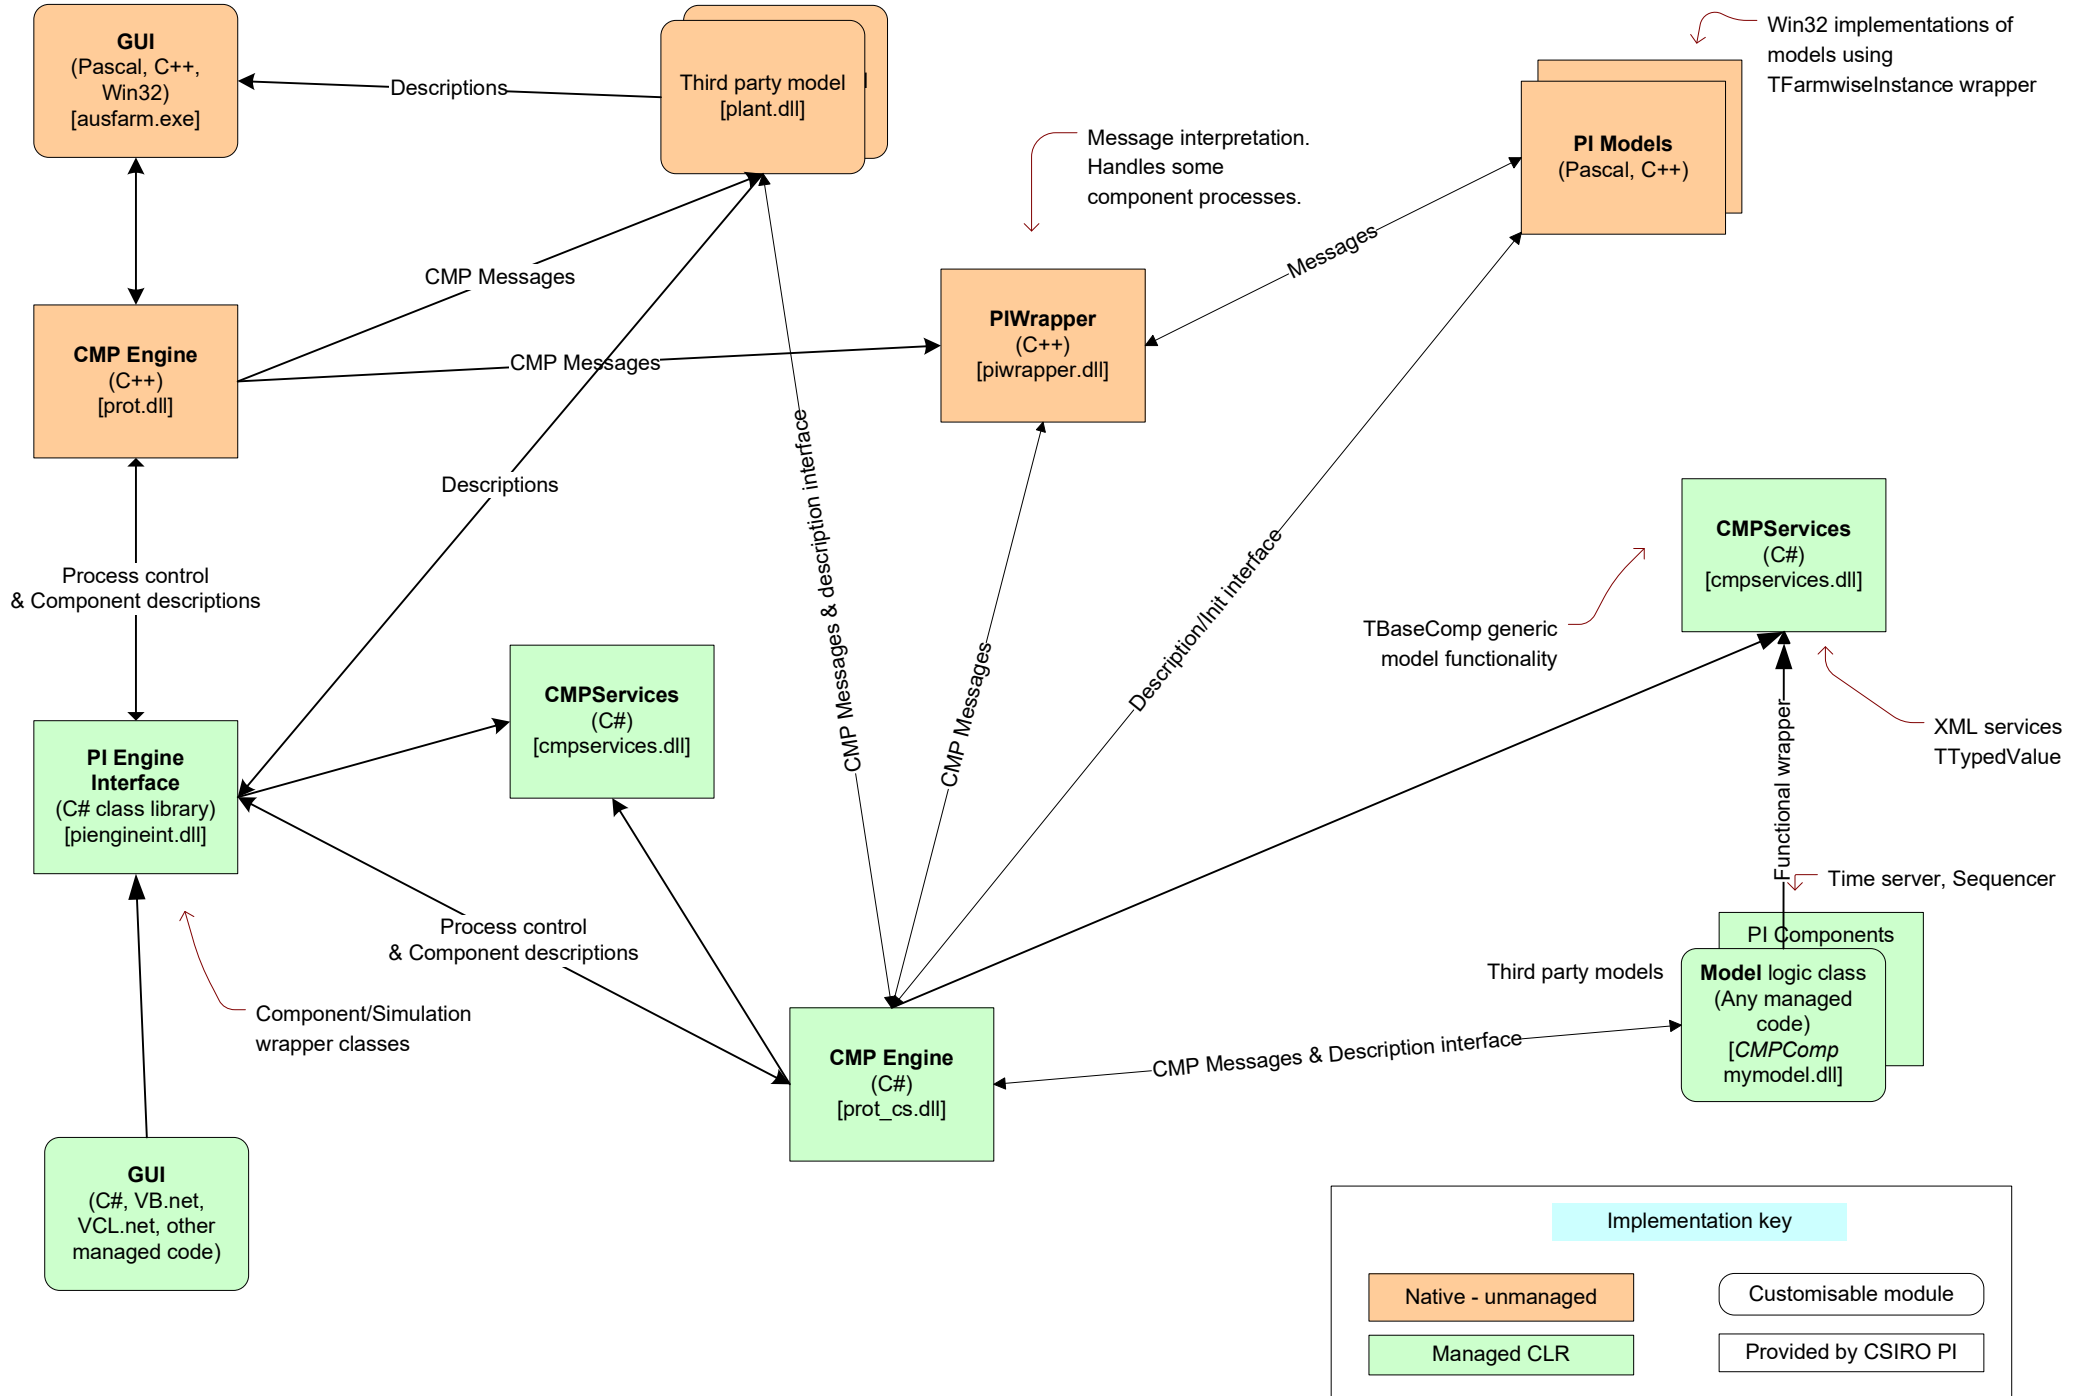 GUI
(Pascal, C++,
Win32)
[ausfarm.exe]
Descriptions
Third party model
[plant.dll]
Win32 implementations of
models using
TFarmwiseInstance wrapper
Message interpretation.
Handles some
component processes.
PI Models
(Pascal, C++)
Messages
CMP Messages
CMP Engine
(C++)
[prot.dll]
CMP Messages
PIWrapper
(C++)
[piwrapper.dll]
Descriptions
CMP Messages & description interface
Description/Init interface
CMP Messages
CMPServices
(C#)
[cmpservices.dll]
Process control
& Component descriptions
TBaseComp generic
model functionality
CMPServices
(C#)
[cmpservices.dll]
Functional wrapper
XML services
TTypedValue
PI Engine
Interface
(C# class library)
[piengineint.dll]
Time server, Sequencer
Process control
& Component descriptions
PI Components
Third party models
Model logic class
(Any managed
code)
[CMPComp
mymodel.dll]
Component/Simulation
wrapper classes
CMP Engine
(C#)
[prot_cs.dll]
CMP Messages & Description interface
GUI
(C#, VB.net,
VCL.net, other
managed code)
Implementation key
Native - unmanaged
Customisable module
Managed CLR
Provided by CSIRO PI